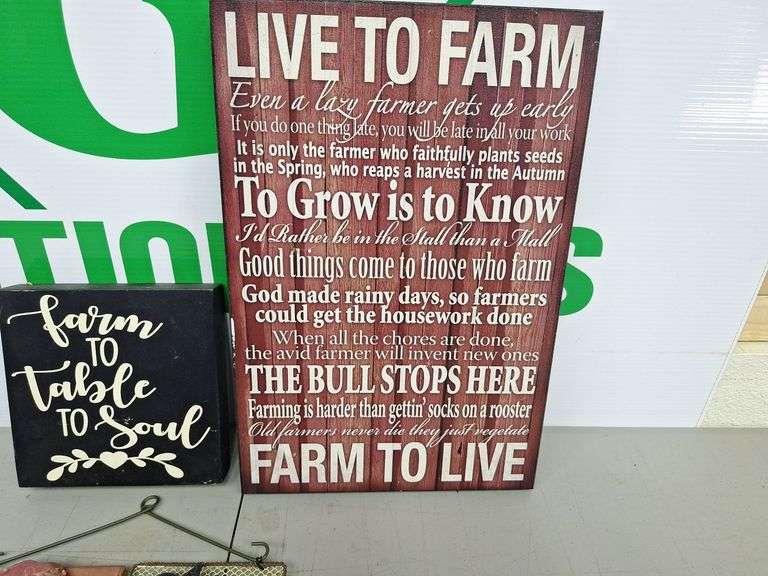 LIVE TO FARM
Even a lazy farmer gets up early
If you do one thing late, you will be late in all your work
It is only the farmer who faithfully plants seeds
in the Spring, who reaps a harvest in the Autumn
To Grow is to Know
I'd Rather be in the Stall than a Mall
Good things come to those who farm
God made rainy days, so farmers
could get the housework done
When all the chores are done,
the avid farmer will invent new ones
THE BULL STOPS HERE
Farming is harder than gettin' socks on a rooster
Old farmers never die they just vegetate
FARM TO LIVE
farm
TO
table
TO Soul